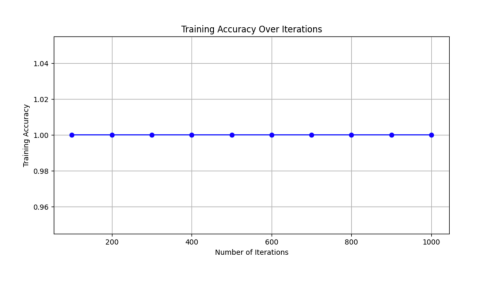 Training Accuracy Over Iterations
1.04
1.02
1.00
0.98
0.96
Training Accuracy
200 400 600 800 1000
Number of Iterations